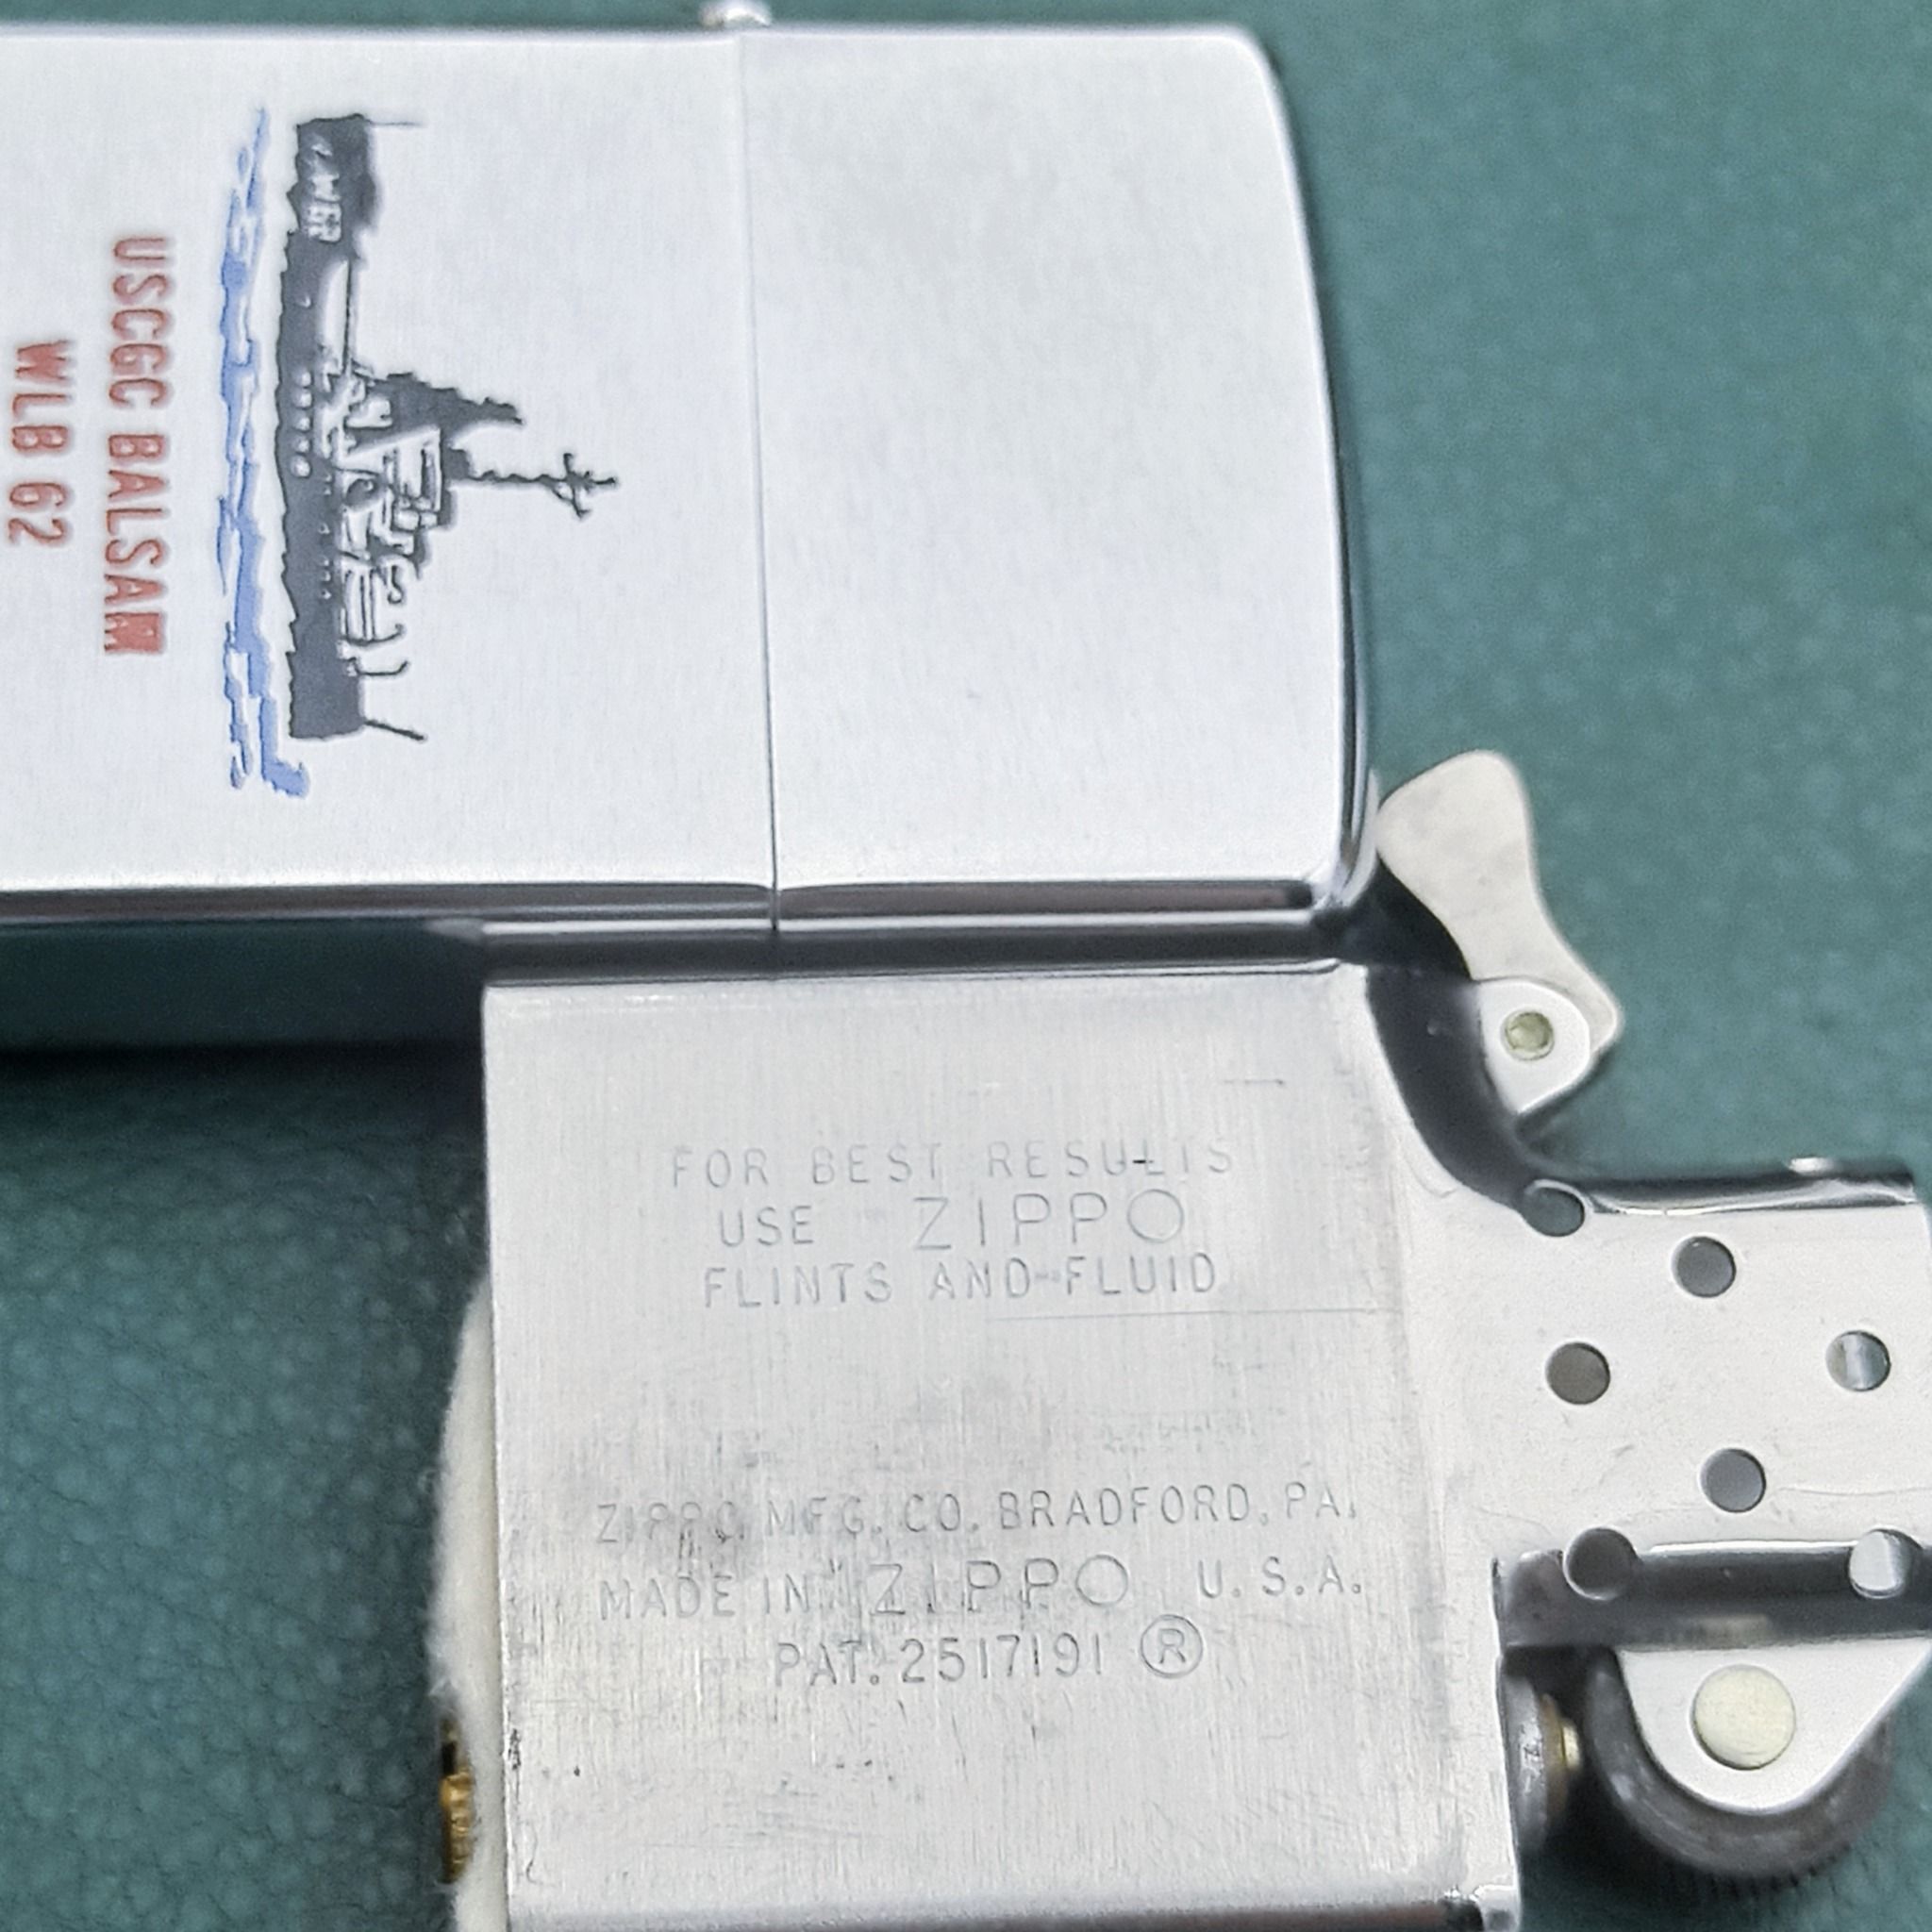 USCGC BALSAM
WLB 62
FOR BEST RESULTS
USE ZIPPO
FLINTS AND FLUID
ZIPPO MFG. CO. BRADFORD, PA.
MADE IN ZIPPO U.S.A.
PAT. 2517191 ®